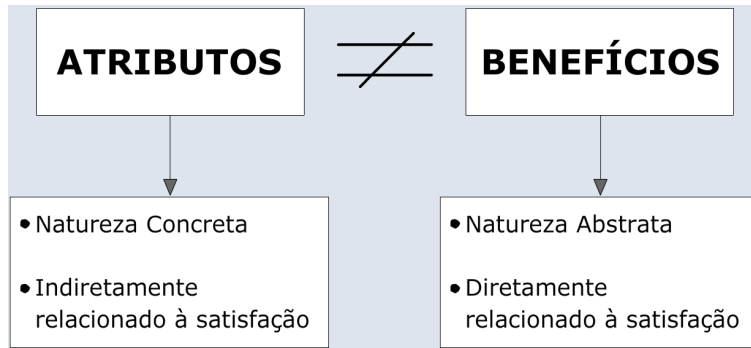 ATRIBUTOS ≠ BENEFÍCIOS
• Natureza Concreta
• Indiretamente
relacionado à satisfação
• Natureza Abstrata
• Diretamente
relacionado à satisfação